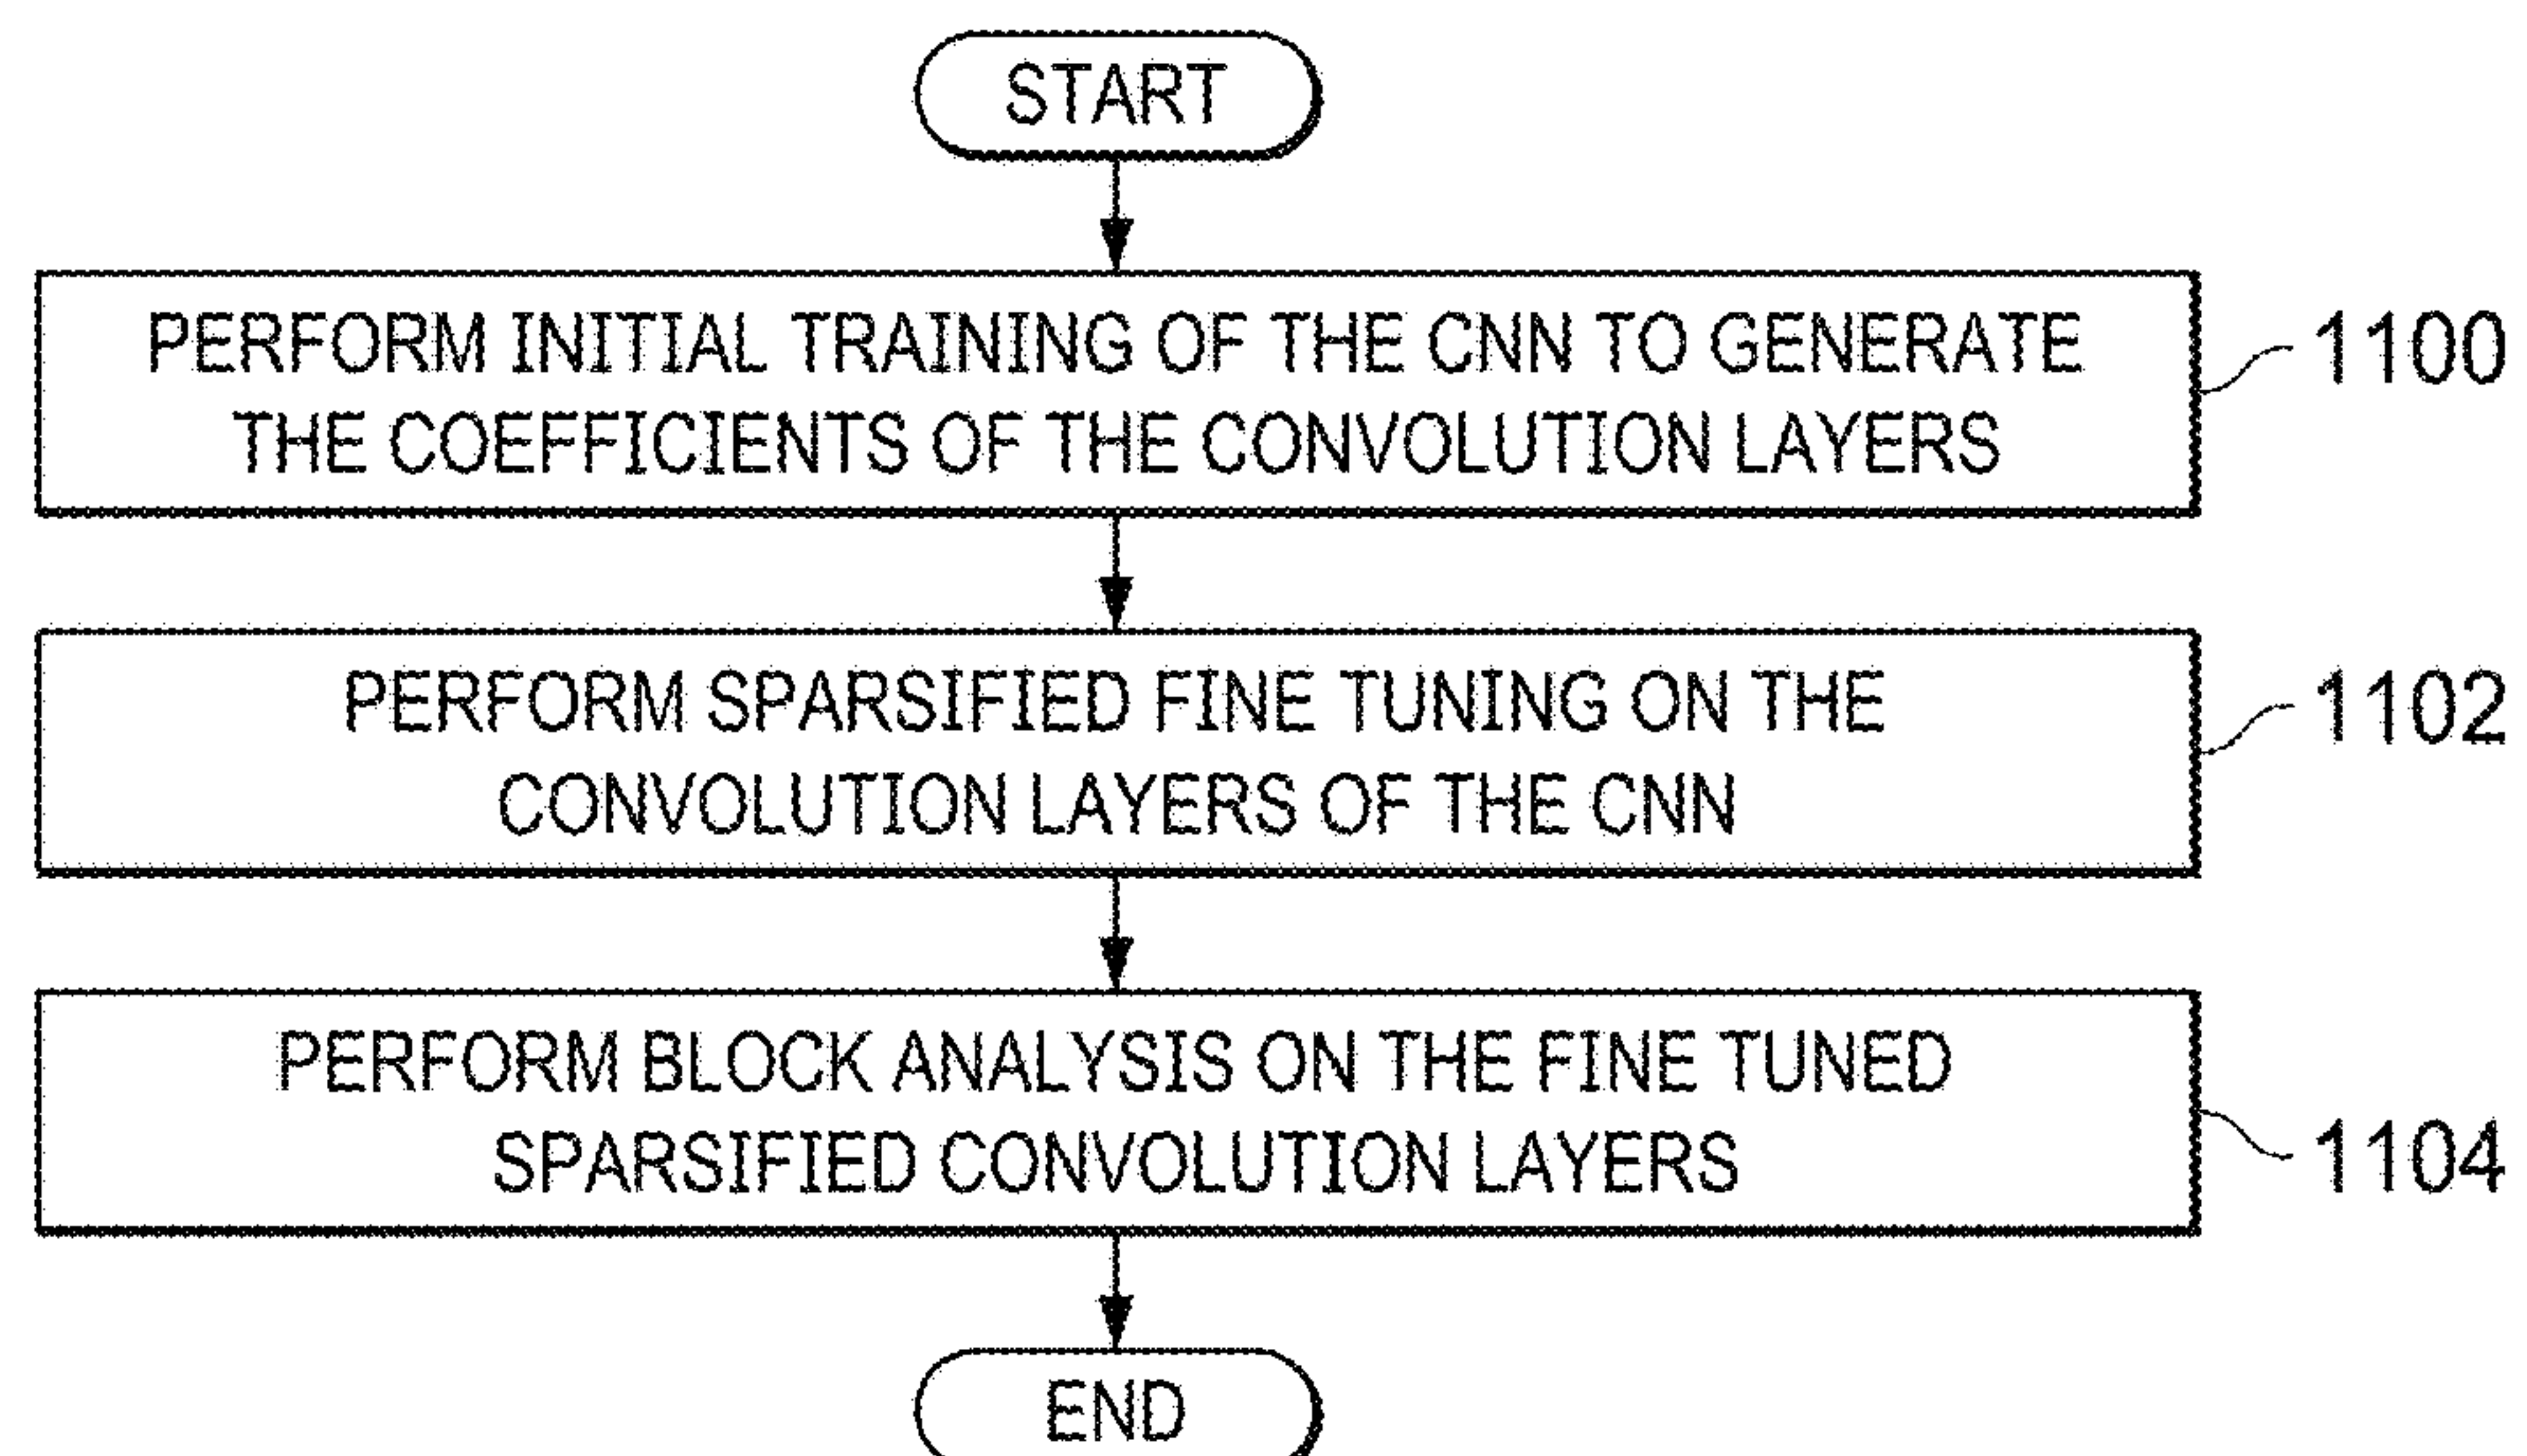 START
PERFORM INITIAL TRAINING OF THE CNN TO GENERATE
THE COEFFICIENTS OF THE CONVOLUTION LAYERS
1100
PERFORM SPARSIFIED FINE TUNING ON THE
CONVOLUTION LAYERS OF THE CNN
1102
PERFORM BLOCK ANALYSIS ON THE FINE TUNED
SPARSIFIED CONVOLUTION LAYERS
1104
END